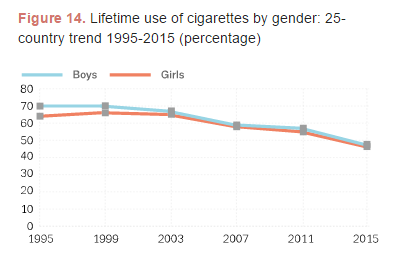 Figure 14. Lifetime use of cigarettes by gender: 25-
country trend 1995-2015 (percentage)
Boys Girls
80
70
60
50
40
30
20
10
0
1995 1999 2003 2007 2011 2015